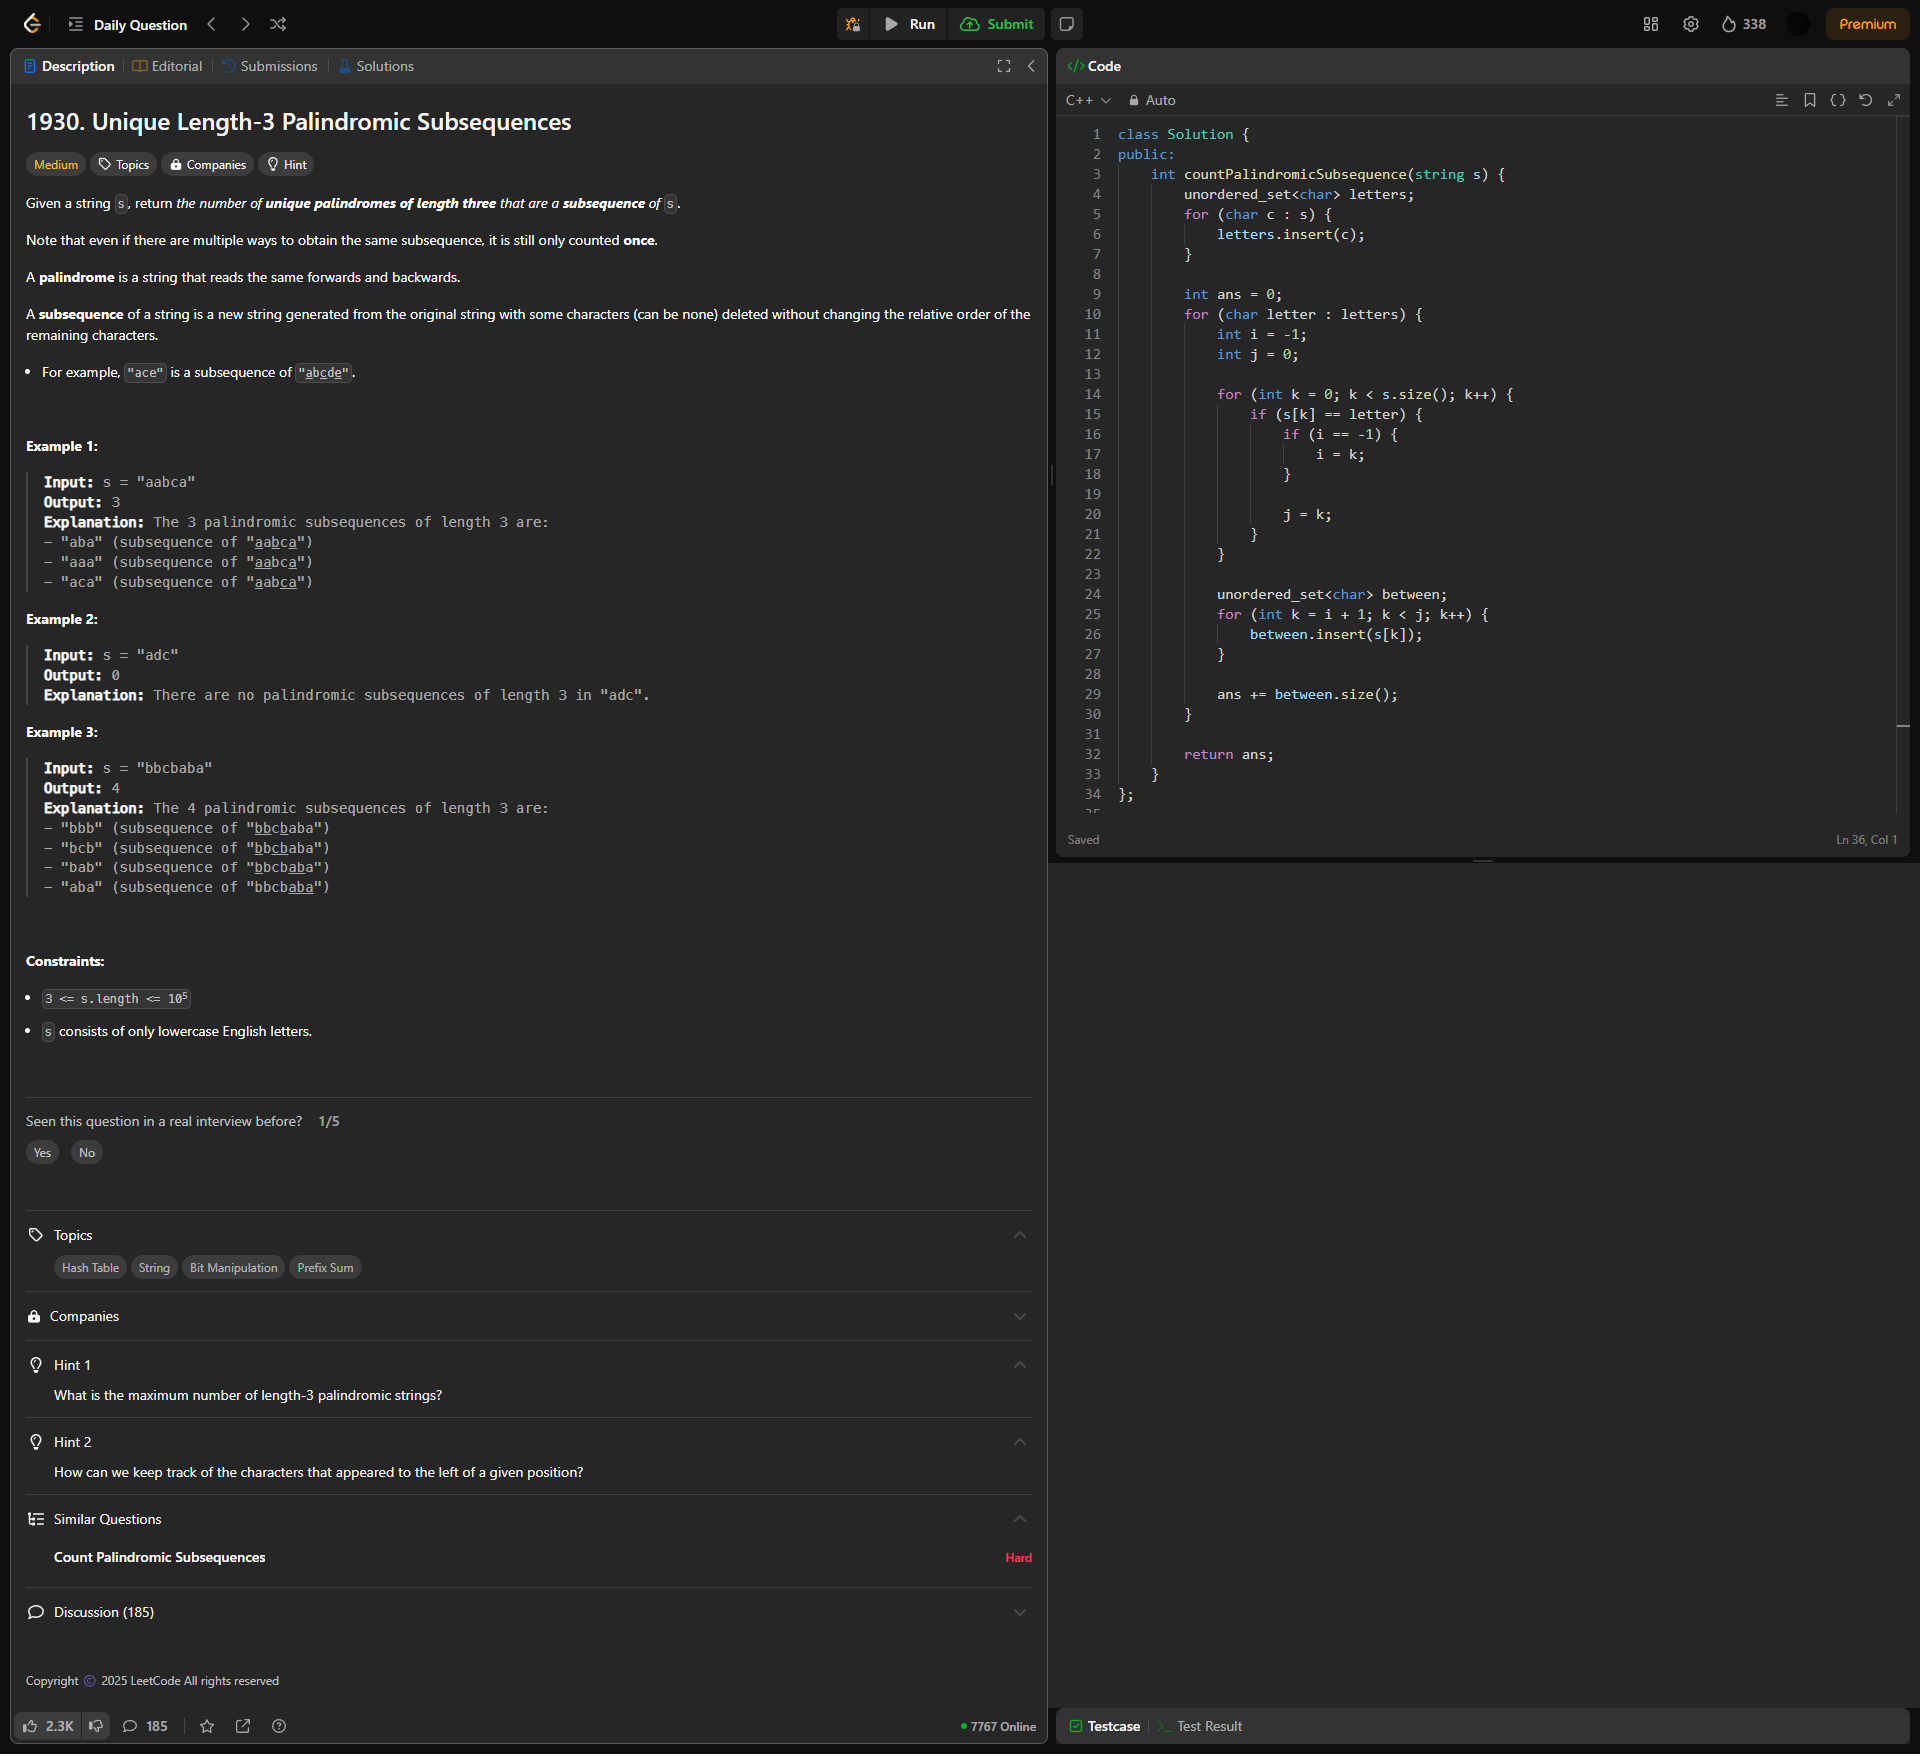 Daily Question
Run
Submit
338
Premium
Description
Editorial
Submissions
Solutions
1930. Unique Length-3 Palindromic Subsequences
Medium
Topics
Companies
Hint
Given a string s, return the number of unique palindromes of length three that are a subsequence of s.
Note that even if there are multiple ways to obtain the same subsequence, it is still only counted once.
A palindrome is a string that reads the same forwards and backwards.
A subsequence of a string is a new string generated from the original string with some characters (can be none) deleted without changing the relative order of the
remaining characters.
• For example, "ace" is a subsequence of "abcde".
Example 1:
Input: s = "aabca"
Output: 3
Explanation: The 3 palindromic subsequences of length 3 are:
- "aba" (subsequence of "aabca")
- "aaa" (subsequence of "aabca")
- "aca" (subsequence of "aabca")
Example 2:
Input: s = "adc"
Output: 0
Explanation: There are no palindromic subsequences of length 3 in "adc".
Example 3:
Input: s = "bbcbaba"
Output: 4
Explanation: The 4 palindromic subsequences of length 3 are:
- "bbb" (subsequence of "bbcbaba")
- "bcb" (subsequence of "bbcbaba")
- "bab" (subsequence of "bbcbaba")
- "aba" (subsequence of "bbcbaba")
Constraints:
• 3 <= s.length <= 10⁵
• s consists of only lowercase English letters.
Seen this question in a real interview before? 1/5
Yes
No
Topics
Hash Table
String
Bit Manipulation
Prefix Sum
Companies
Hint 1
What is the maximum number of length-3 palindromic strings?
Hint 2
How can we keep track of the characters that appeared to the left of a given position?
Similar Questions
Count Palindromic Subsequences
Hard
Discussion (185)
Copyright © 2025 LeetCode All rights reserved
2.3K
185
7767 Online
</> Code
C++
Auto
1 class Solution {
2 public:
3 int countPalindromicSubsequence(string s) {
4 unordered_set<char> letters;
5 for (char c : s) {
6 letters.insert(c);
7 }
8
9 int ans = 0;
10 for (char letter : letters) {
11 int i = -1;
12 int j = 0;
13
14 for (int k = 0; k < s.size(); k++) {
15 if (s[k] == letter) {
16 if (i == -1) {
17 i = k;
18 }
19
20 j = k;
21 }
22 }
23
24 unordered_set<char> between;
25 for (int k = i + 1; k < j; k++) {
26 between.insert(s[k]);
27 }
28
29 ans += between.size();
30 }
31
32 return ans;
33 }
34 };
Saved
Ln 36, Col 1
Testcase
Test Result